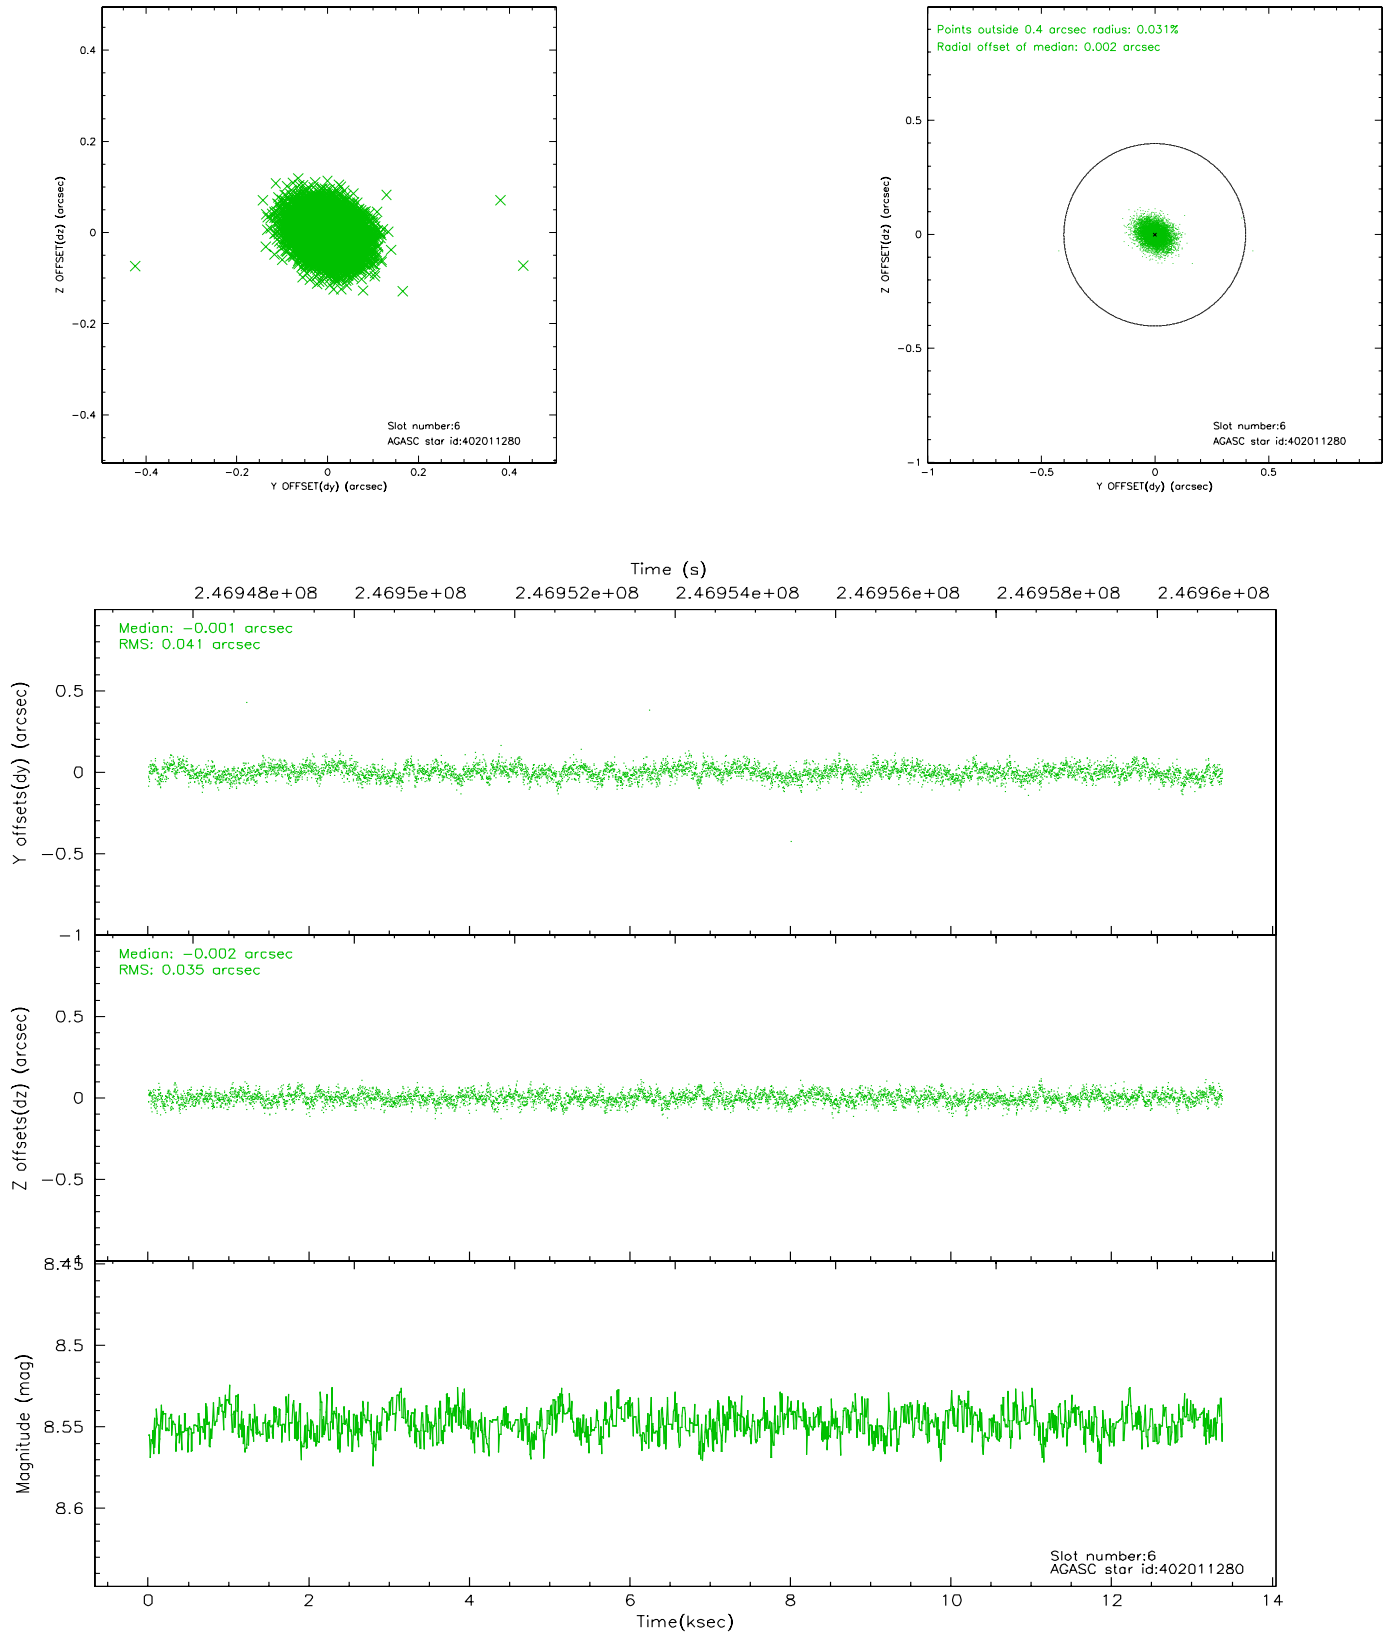 0.4
0.2
0
−0.2
−0.4
Z OFFSET(dz) (arcsec)
Slot number:6
AGASC star id:402011280
−0.4
−0.2
0
0.2
0.4
Y OFFSET(dy) (arcsec)
Points outside 0.4 arcsec radius: 0.031%
Radial offset of median: 0.002 arcsec
0.5
0
−0.5
−1
Z OFFSET(dz) (arcsec)
Slot number:6
AGASC star id:402011280
−1
−0.5
0
0.5
Y OFFSET(dy) (arcsec)
Time (s)
2.46948e+08
2.4695e+08
2.46952e+08
2.46954e+08
2.46956e+08
2.46958e+08
2.4696e+08
Median: −0.001 arcsec
RMS: 0.041 arcsec
0.5
0
−0.5
−1
Y offsets(dy) (arcsec)
Median: −0.002 arcsec
RMS: 0.035 arcsec
0.5
0
−0.5
Z offsets(dz) (arcsec)
8.45
8.5
8.55
8.6
Magnitude (mag)
Slot number:6
AGASC star id:402011280
0
2
4
6
8
10
12
14
Time(ksec)